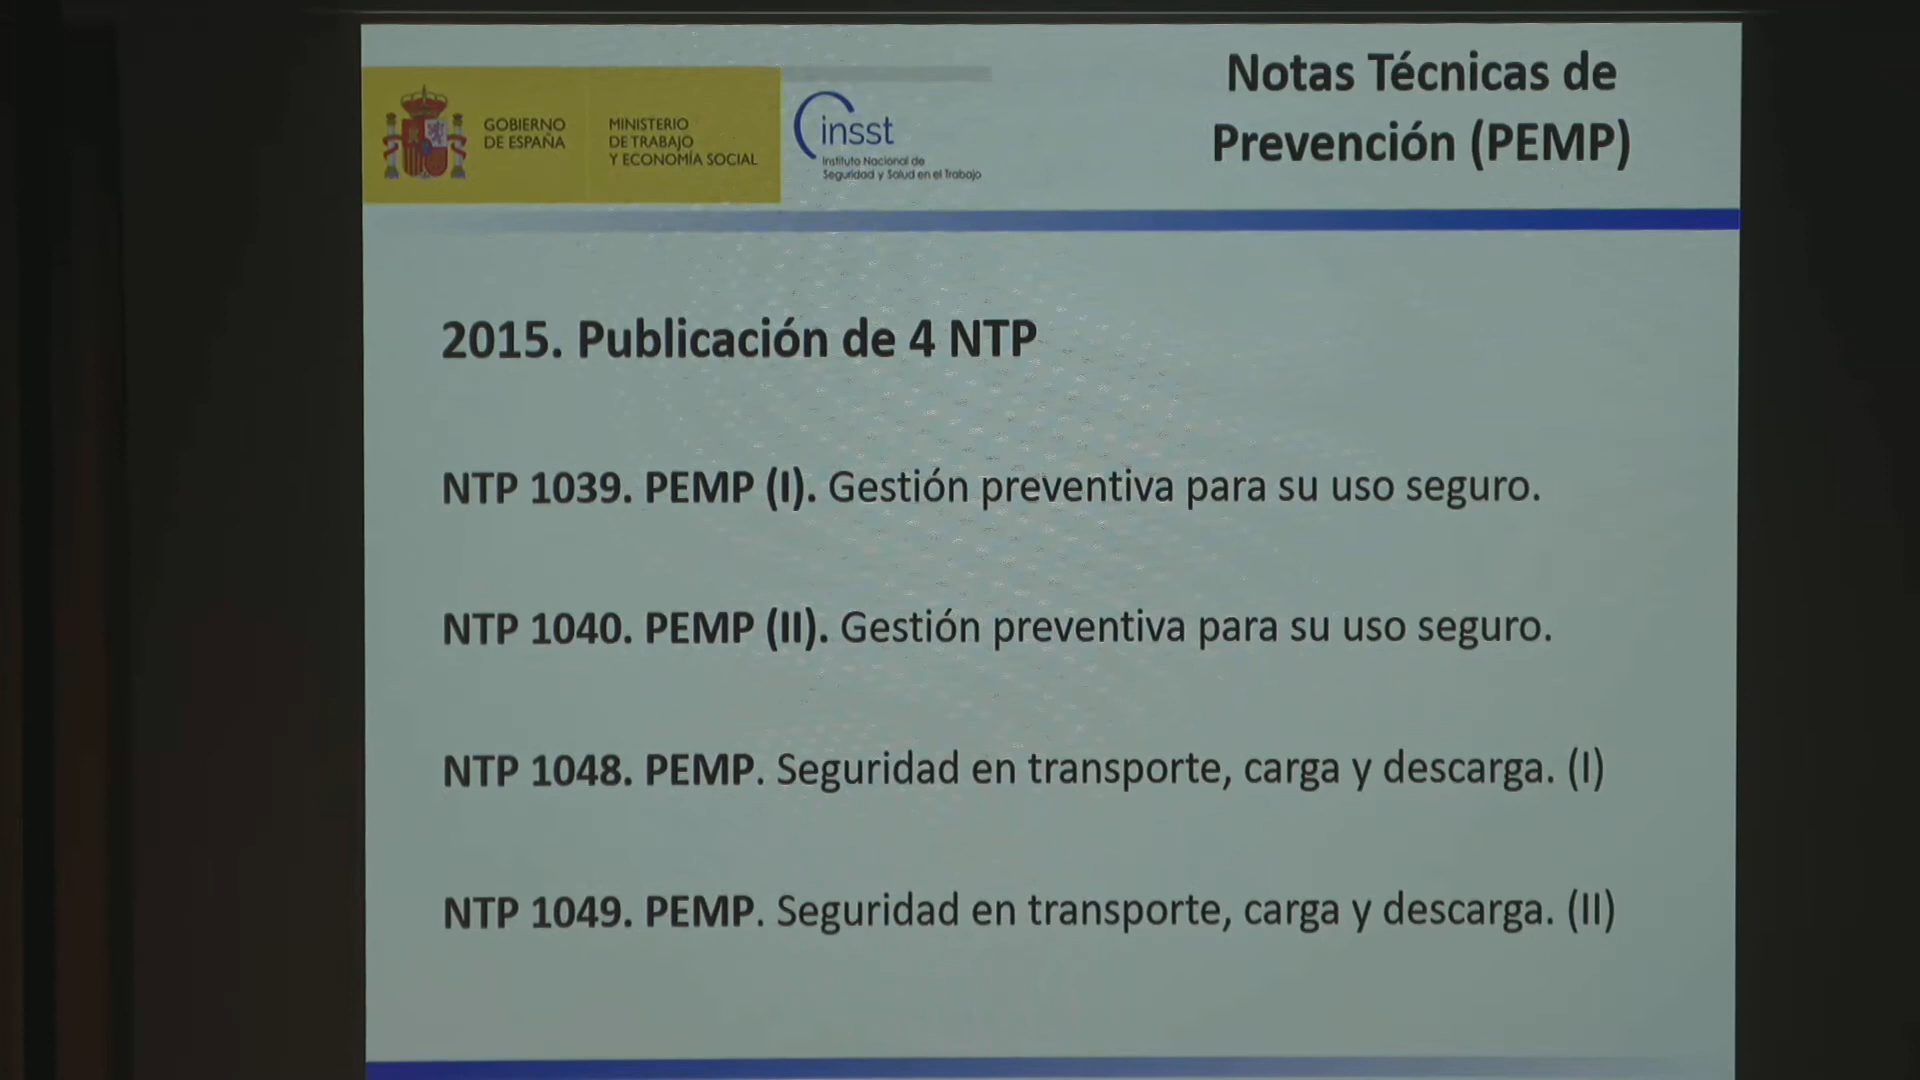 GOBIERNO
DE ESPAÑA
MINISTERIO
DE TRABAJO
Y ECONOMÍA SOCIAL
insst
Instituto Nacional de
Seguridad y Salud en el Trabajo
Notas Técnicas de
Prevención (PEMP)
2015. Publicación de 4 NTP
NTP 1039. PEMP (I). Gestión preventiva para su uso seguro.
NTP 1040. PEMP (II). Gestión preventiva para su uso seguro.
NTP 1048. PEMP. Seguridad en transporte, carga y descarga. (I)
NTP 1049. PEMP. Seguridad en transporte, carga y descarga. (II)